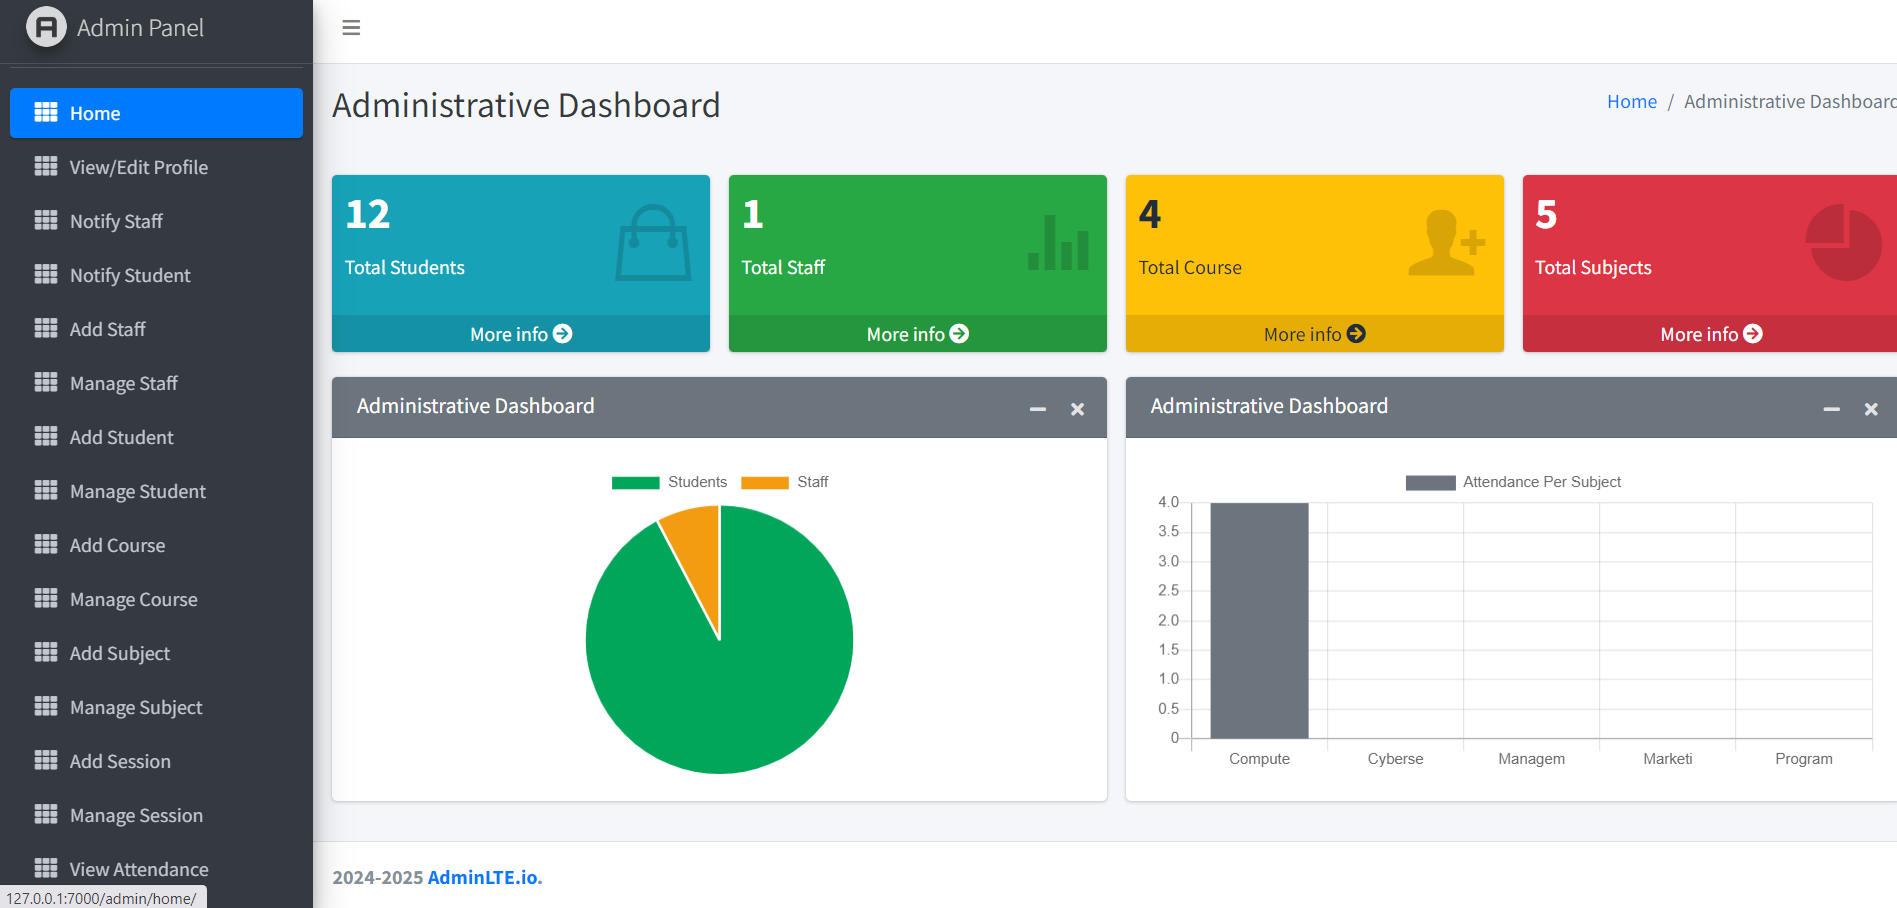 Admin Panel
Home
View/Edit Profile
Notify Staff
Notify Student
Add Staff
Manage Staff
Add Student
Manage Student
Add Course
Manage Course
Add Subject
Manage Subject
Add Session
Manage Session
View Attendance
127.0.0.1:7000/admin/home/
Administrative Dashboard
Home / Administrative Dashboard
12
Total Students
More info
1
Total Staff
More info
4
Total Course
More info
5
Total Subjects
More info
Administrative Dashboard
Students Staff
Administrative Dashboard
Attendance Per Subject
4.0
3.5
3.0
2.5
2.0
1.5
1.0
0.5
0
Compute Cyberse Managem Marketi Program
2024-2025 AdminLTE.io.